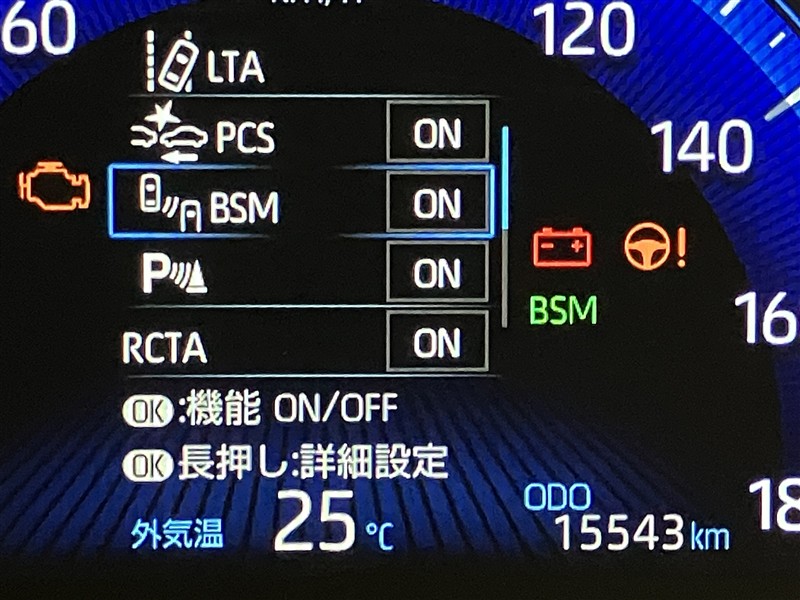 60
120
LTA
PCS ON
140
BSM ON
P ON
BSM
16
RCTA ON
OK:機能 ON/OFF
OK長押し:詳細設定
ODO
18
外気温 25℃
15543km